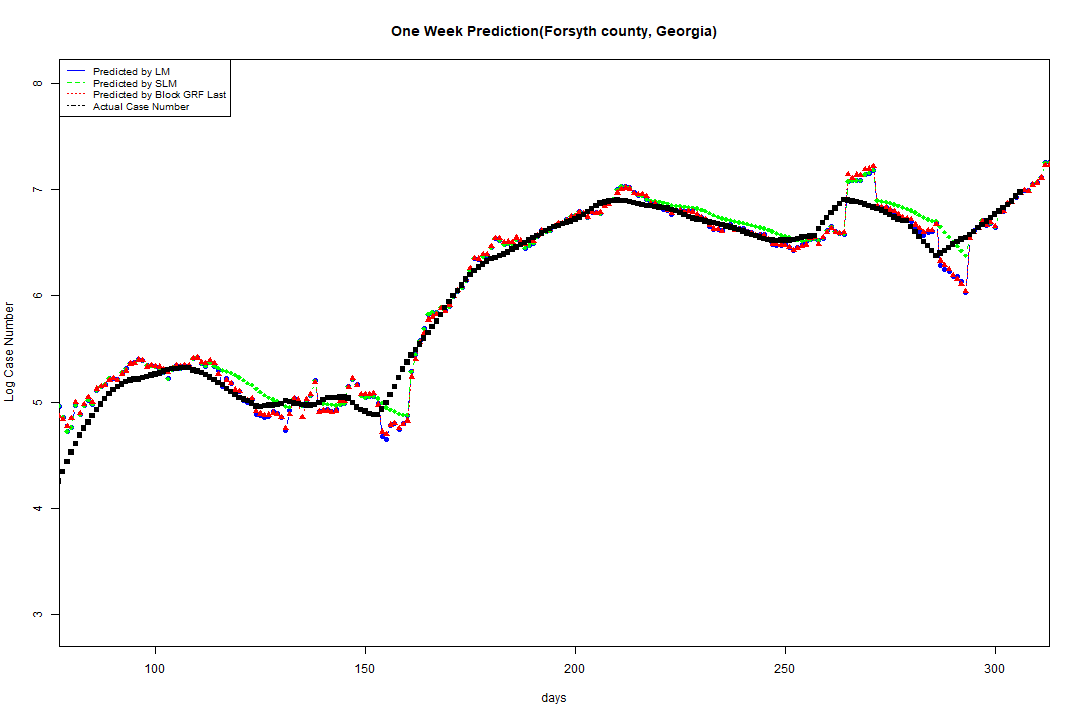 One Week Prediction(Forsyth county, Georgia)
Predicted by LM
Predicted by SLM
Predicted by Block GRF Last
Actual Case Number
8
7
6
5
4
3
Log Case Number
100 150 200 250 300
days